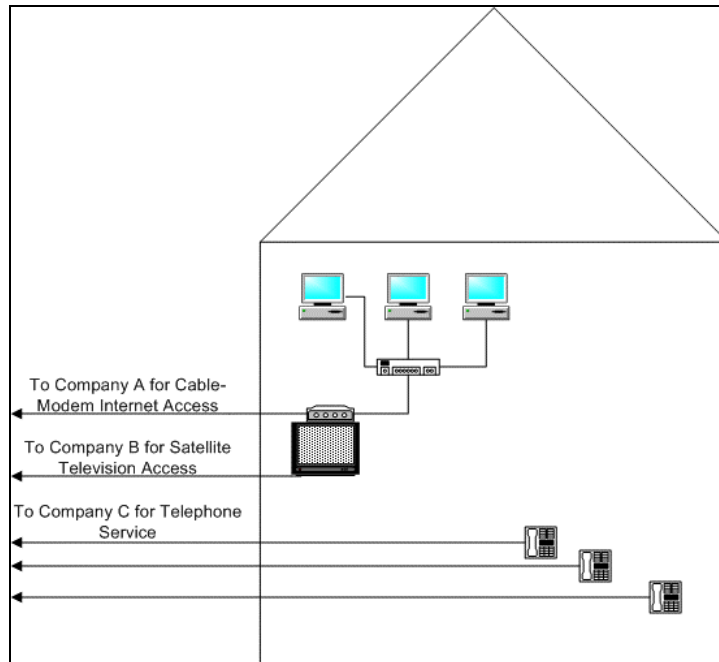 To Company A for Cable-
Modem Internet Access
To Company B for Satellite
Television Access
To Company C for Telephone
Service